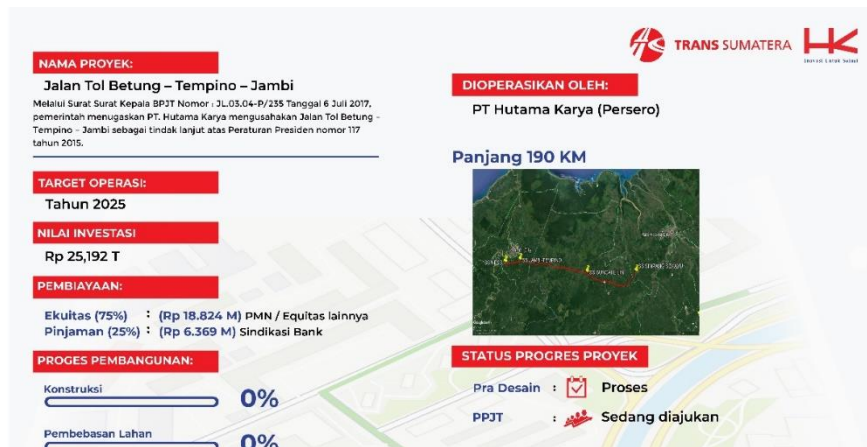 TRANS SUMATERA
NAMA PROYEK:
Jalan Tol Betung – Tempino – Jambi
Melalui Surat Surat Kepala BPJT Nomor : JL.03.04-P/235 Tanggal 6 Juli 2017,
pemerintah menugaskan PT. Hutama Karya mengusahakan Jalan Tol Betung –
Tempino – Jambi sebagai tindak lanjut atas Peraturan Presiden nomor 117
tahun 2015.
TARGET OPERASI:
Tahun 2025
NILAI INVESTASI
Rp 25,192 T
PEMBIAYAAN:
Ekuitas (75%) : (Rp 18.824 M) PMN / Equitas lainnya
Pinjaman (25%) : (Rp 6.369 M) Sindikasi Bank
PROGES PEMBANGUNAN:
Konstruksi
0%
Pembebasan Lahan
0%
DIOPERASIKAN OLEH:
PT Hutama Karya (Persero)
Panjang 190 KM
STATUS PROGRES PROYEK
Pra Desain : Proses
PPJT : Sedang diajukan